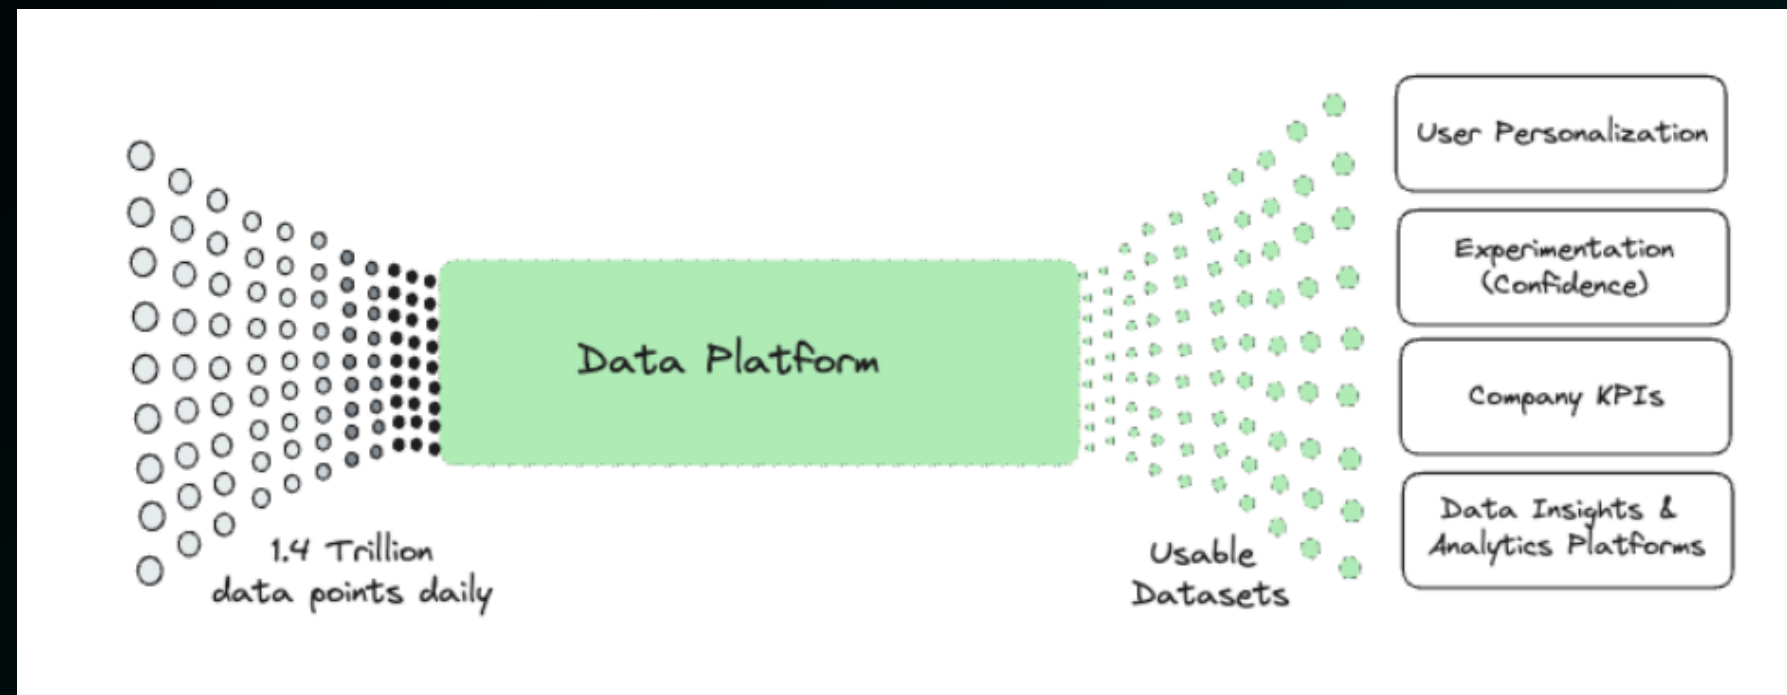 Data Platform
1.4 Trillion
data points daily
Usable
Datasets
User Personalization
Experimentation
(Confidence)
Company KPIs
Data Insights &
Analytics Platforms